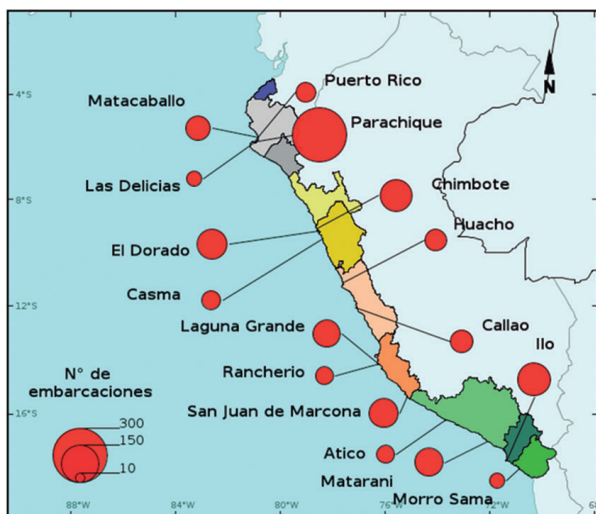 Puerto Rico
4°S
Matacaballo
Parachique
Las Delicias
Chimbote
8°S
Huacho
El Dorado
Casma
12°S
Laguna Grande
Callao
Ilo
N° de
embarcaciones
Rancherio
San Juan de Marcona
16°S
300
150
10
Atico
Matarani
Morro Sama
88°W
84°W
80°W
76°W
72°W
N